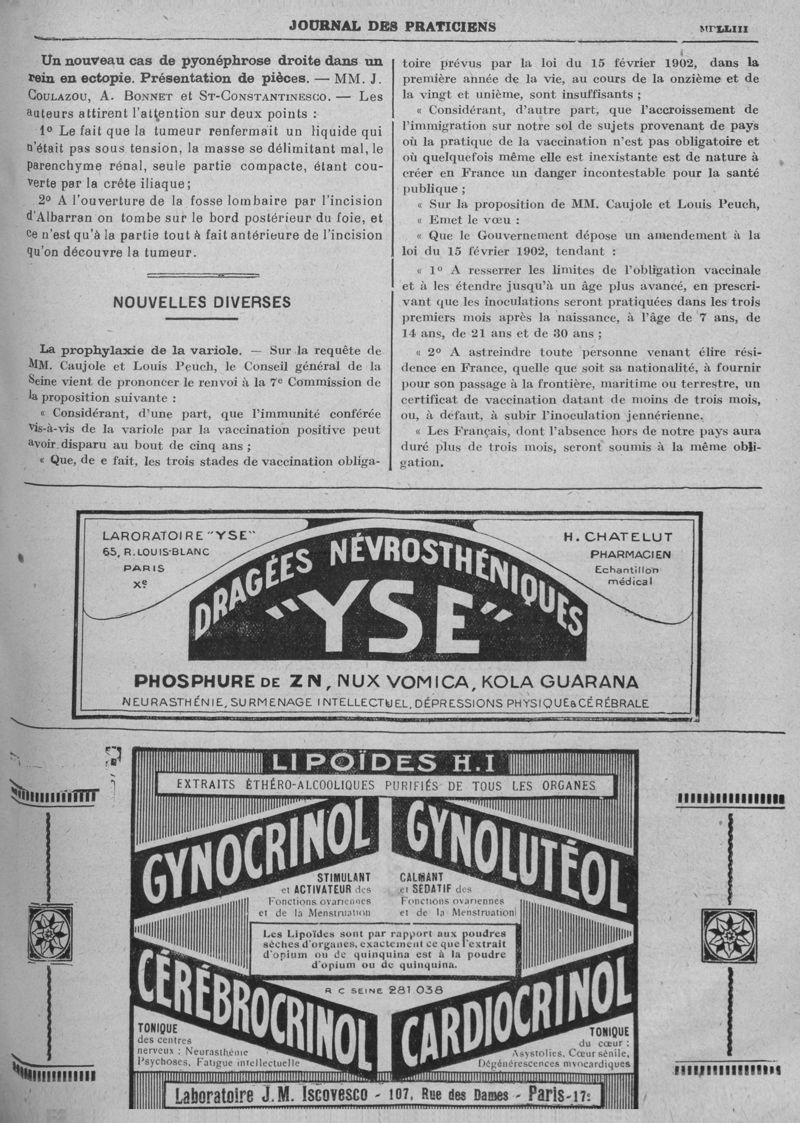 JOURNAL DES PRATICIENS
Un nouveau cas de pyonéphrose droite dans un
rein en ectopie. Présentation de pièces. — MM. J.
COULAZOU, A. BONNET et ST-CONSTANTINESCO. — Les
auteurs attirent l'attention sur deux points :
1º Le fait que la tumeur renfermait un liquide qui
n'était pas sous tension, la masse se délimitant mal, le
parenchyme rénal, seule partie compacte, étant cou-
verte par la crête iliaque;
2º A l'ouverture de la fosse lombaire par l'incision
d'Albarran on tombe sur le bord postérieur du foie, et
ce n'est qu'à la partie tout à fait antérieure de l'incision
qu'on découvre la tumeur.
NOUVELLES DIVERSES
La prophylaxie de la variole. — Sur la requête de
MM. Caujole et Louis Peuch, le Conseil général de la
Seine vient de prononcer le renvoi à la 7e Commission de
la proposition suivante :
« Considérant, d'une part, que l'immunité conférée
vis-à-vis de la variole par la vaccination positive peut
avoir disparu au bout de cinq ans ;
« Que, de e fait, les trois stades de vaccination obliga-
toire prévus par la loi du 15 février 1902, dans la
première année de la vie, au cours de la onzième et de
la vingt et unième, sont insuffisants ;
« Considérant, d'autre part, que l'accroissement de
l'immigration sur notre sol de sujets provenant de pays
où la pratique de la vaccination n'est pas obligatoire et
où quelquefois même elle est inexistante est de nature à
créer en France un danger incontestable pour la santé
publique ;
« Sur la proposition de MM. Caujole et Louis Peuch,
« Emet le vœu :
« Que le Gouvernement dépose un amendement à la
loi du 15 février 1902, tendant :
« 1º A resserrer les limites de l'obligation vaccinale
et à les étendre jusqu'à un âge plus avancé, en prescri-
vant que les inoculations seront pratiquées dans les trois
premiers mois après la naissance, à l'âge de 7 ans, de
14 ans, de 21 ans et de 30 ans ;
« 2º A astreindre toute personne venant élire rési-
dence en France, quelle que soit sa nationalité, à fournir
pour son passage à la frontière, maritime ou terrestre, un
certificat de vaccination datant de moins de trois mois,
ou, à défaut, à subir l'inoculation jennérienne.
« Les Français, dont l'absence hors de notre pays aura
duré plus de trois mois, seront soumis à la même obli-
gation.
LARORATOIRE "YSE"
65, R. LOUIS-BLANC
PARIS
Xe
H. CHATELUT
PHARMACIEN
Echantillon
médical
DRAGÉES NÉVROSTHÉNIQUES
"YSE"
PHOSPHURE DE ZN, NUX VOMICA, KOLA GUARANA
NEURASTHÉNIE, SURMENAGE INTELLECTUEL, DÉPRESSIONS PHYSIQUE & CÉRÉBRALE
LIPOÏDES H.I
EXTRAITS ÉTHÉRO-ALCOOLIQUES PURIFIÉS DE TOUS LES ORGANES
GYNOCRINOL
GYNOLUTÉOL
STIMULANT
et ACTIVATEUR des
Fonctions ovariennes
et de la Menstruation
CALMANT
et SÉDATIF des
Fonctions ovariennes
et de la Menstruation
Les Lipoïdes sont par rapport aux poudres
sèches d'organes, exactement ce que l'extrait
d'opium ou de quinquina est à la poudre
d'opium ou de quinquina.
R C SEINE 281.038
CÉRÉBROCRINOL
CARDIOCRINOL
TONIQUE
des centres
nerveux : Neurasthénie
Psychoses, Fatigue intellectuelle
TONIQUE
du cœur :
Asystolies, Cœur sénile,
Dégénérescences myocardiques
Laboratoire J.M. ISCOVESCO - 107, Rue des Dames - Paris-17e